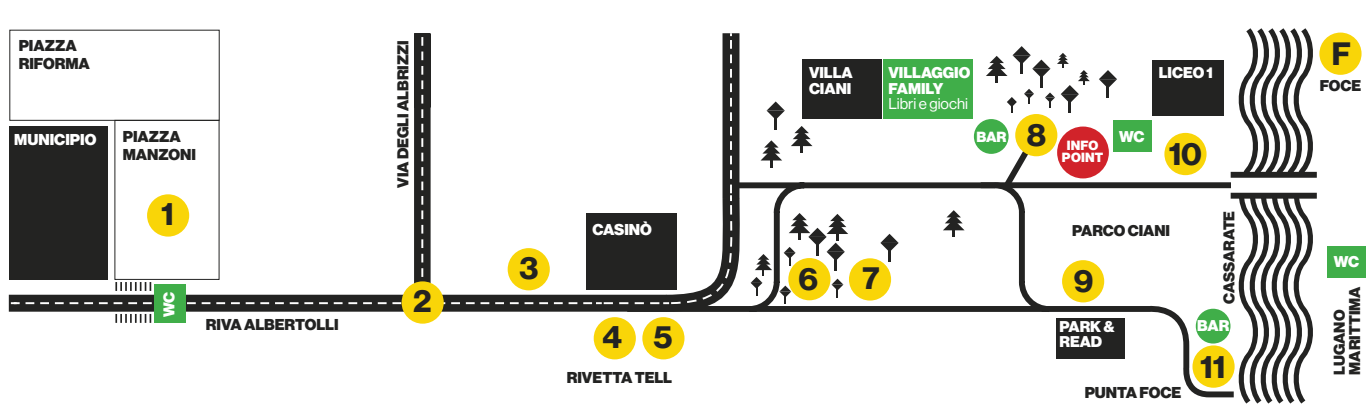 PIAZZA
RIFORMA
MUNICIPIO
PIAZZA
MANZONI
1
WC
RIVA ALBERTOLLI
VIA DEGLI ALBRIZZI
2
3
CASINÒ
4
5
RIVETTA TELL
VILLA
CIANI
VILLAGGIO
FAMILY
Libri e giochi
BAR
8
INFO
POINT
WC
LICEO 1
10
F
FOCE
6
7
PARCO CIANI
9
PARK &
READ
CASSARATE
BAR
11
PUNTA FOCE
WC
LUGANO
MARITTIMA